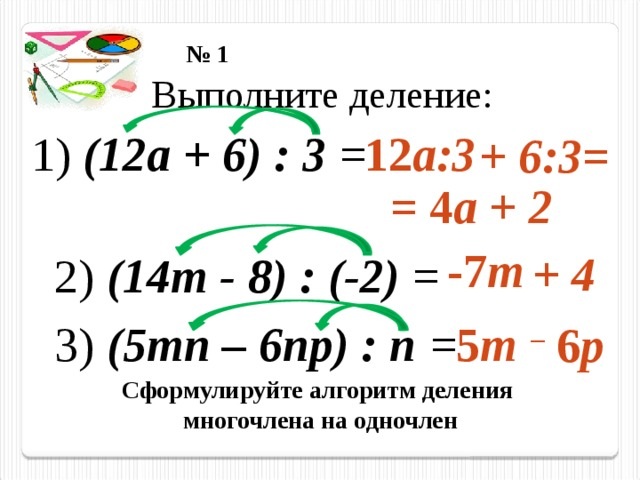 № 1
Выполните деление:
1) (12a + 6) : 3 =12a:3 + 6:3=
= 4a + 2
2) (14m - 8) : (-2) = -7m + 4
3) (5mn – 6np) : n =5m – 6p
Сформулируйте алгоритм деления
многочлена на одночлен